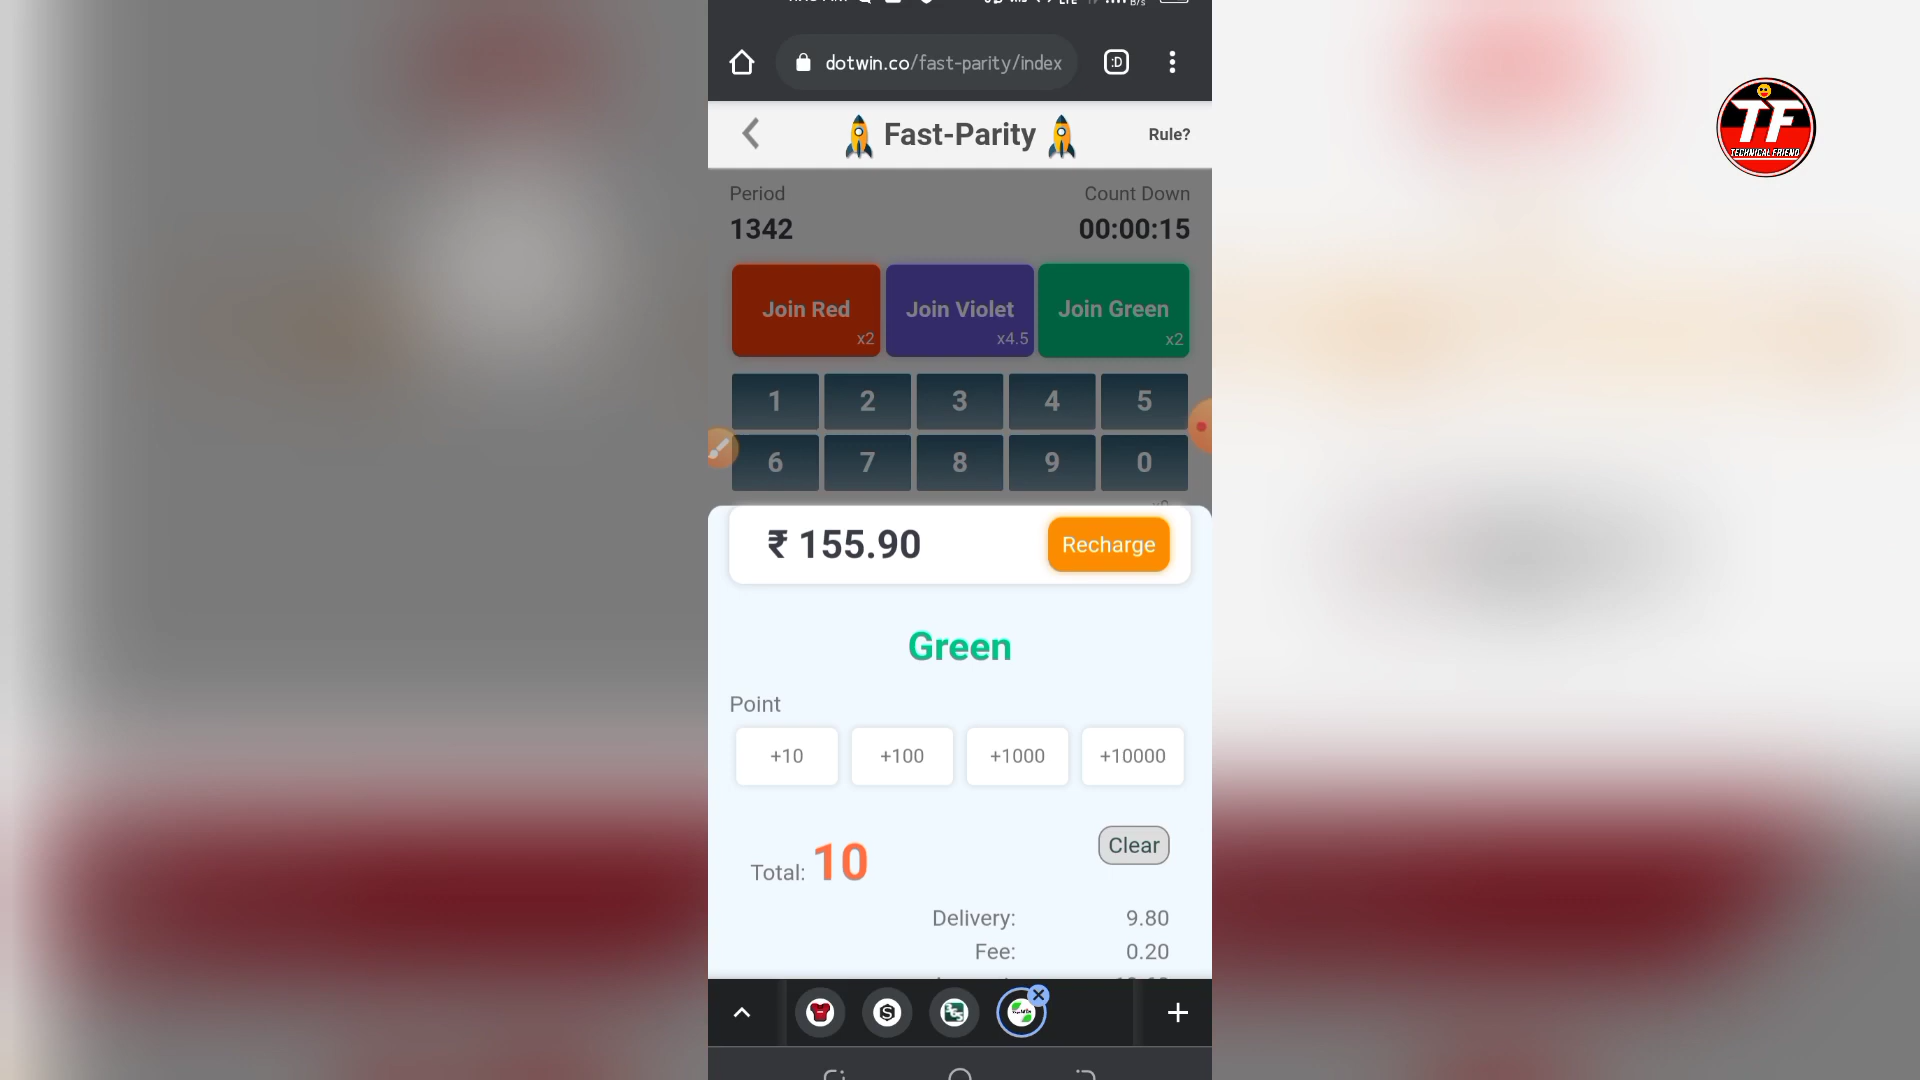 dotwin.co/fast-parity/index
:D
Fast-Parity
Rule?
Period
Count Down
1342
00:00:15
Join Red
x2
Join Violet
x4.5
Join Green
x2
1 2 3 4 5
6 7 8 9 0
₹ 155.90
Recharge
Green
Point
+10 +100 +1000 +10000
Total: 10
Clear
Delivery: 9.80
Fee: 0.20
TF
TECHNICAL FRIEND